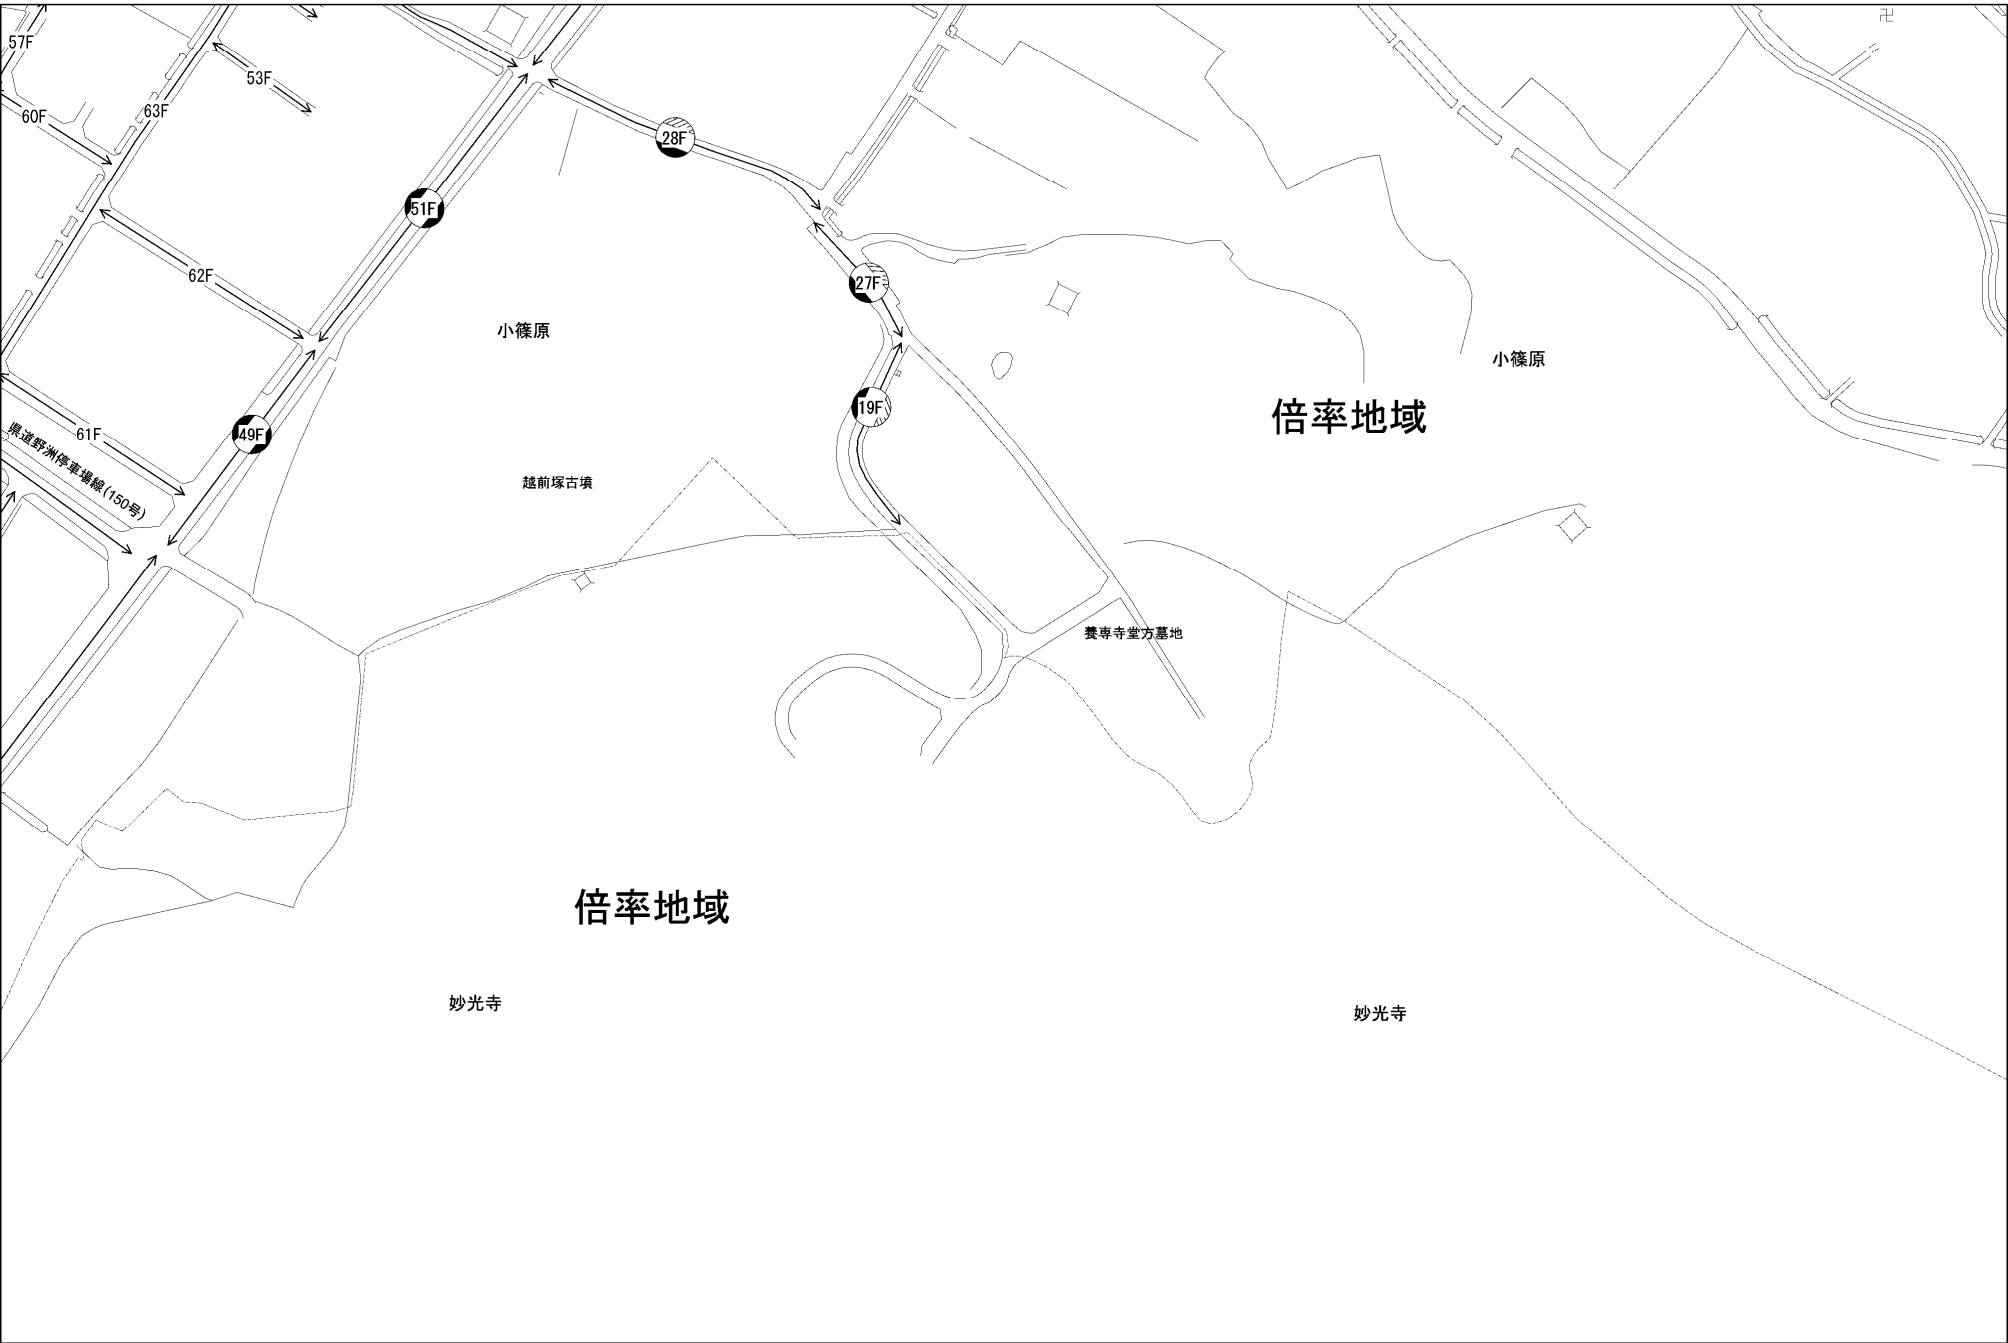 57F
53F
63F
60F
28F
51F
62F
27F
小篠原
小篠原
19F
倍率地域
61F
49F
県道野洲停車場線(150号)
越前塚古墳
養専寺堂方墓地
倍率地域
妙光寺
妙光寺